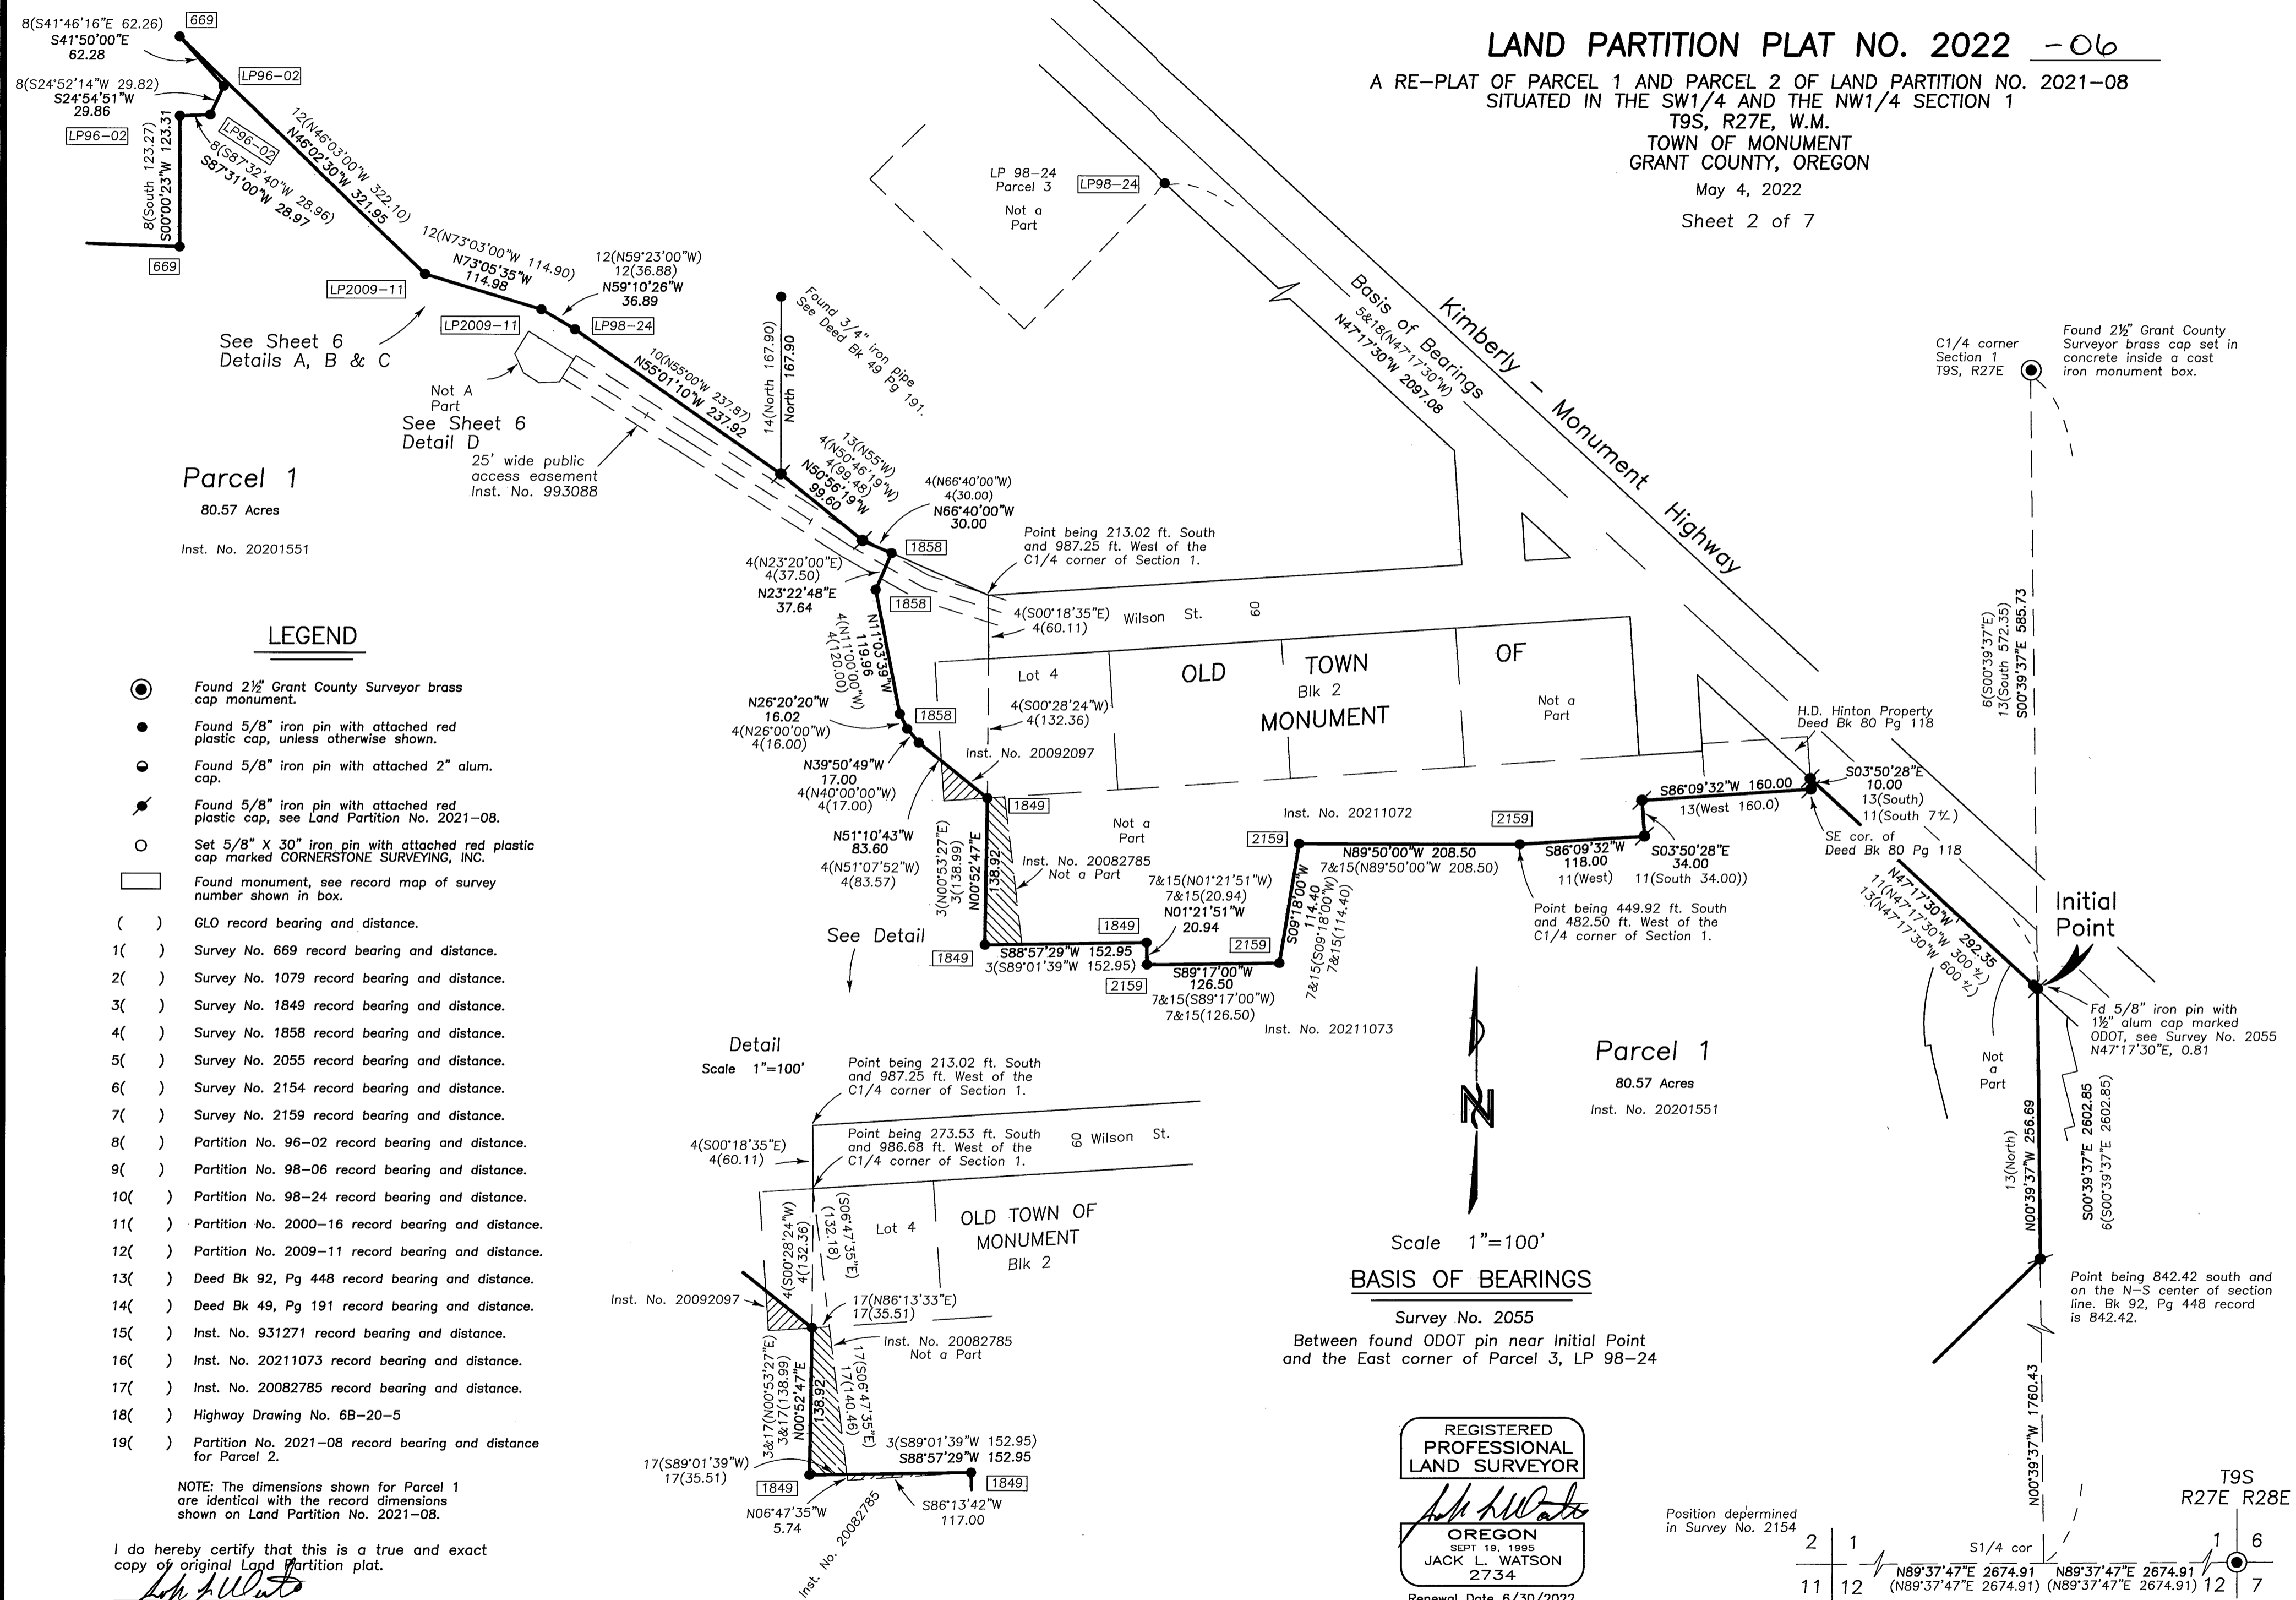 LAND PARTITION PLAT NO. 2022 -06
A RE-PLAT OF PARCEL 1 AND PARCEL 2 OF LAND PARTITION NO. 2021-08
SITUATED IN THE SW1/4 AND THE NW1/4 SECTION 1
T9S, R27E, W.M.
TOWN OF MONUMENT
GRANT COUNTY, OREGON
May 4, 2022
Sheet 2 of 7
8(S41°46'16"E 62.26)
S41°50'00"E
62.28
669
LP96-02
8(S24°52'14"W 29.82)
S24°54'51"W
29.86
LP96-02
LP96-02
8(S87°32'40"W 28.96)
S87°31'00"W 28.97
8(South 123.27)
S00°00'23"W 123.31
669
12(N46°03'00"W 322.10)
N46°02'30"W 321.95
12(N73°03'00"W 114.90)
N73°05'35"W
114.98
LP2009-11
12(N59°23'00"W)
12(36.88)
N59°10'26"W
36.89
LP2009-11
LP98-24
See Sheet 6
Details A, B & C
Not A
Part
See Sheet 6
Detail D
25' wide public
access easement
Inst. No. 993088
10(N55°00'W 237.87)
N55°01'10"W 237.92
14(North 167.90)
North 167.90
Found 3/4" iron pipe
See Deed Bk 49 Pg 191.
LP 98-24
Parcel 3
LP98-24
Not a
Part
Basis of Bearings
5&18(N47°17'30"W)
N47°17'30"W 2097.08
Kimberly - Monument Highway
C1/4 corner
Section 1
T9S, R27E
Found 2½" Grant County
Surveyor brass cap set in
concrete inside a cast
iron monument box.
Parcel 1
80.57 Acres
Inst. No. 20201551
13(N55°W)
4(N50°46'19"W)
4(99.48)
N50°56'19"W
99.60
4(N66°40'00"W)
4(30.00)
N66°40'00"W
30.00
1858
4(N23°20'00"E)
4(37.50)
N23°22'48"E
37.64
1858
Point being 213.02 ft. South
and 987.25 ft. West of the
C1/4 corner of Section 1.
4(S00°18'35"E)
4(60.11)
Wilson St.
60
N11°03'39"W
119.96
4(N11°00'00"W)
4(120.00)
Lot 4
OLD TOWN OF
Blk 2
MONUMENT
Not a
Part
4(S00°28'24"W)
4(132.36)
N26°20'20"W
16.02
4(N26°00'00"W)
4(16.00)
1858
N39°50'49"W
17.00
4(N40°00'00"W)
4(17.00)
Inst. No. 20092097
N51°10'43"W
83.60
4(N51°07'52"W)
4(83.57)
1849
3(N00°53'27"E)
3(138.99)
N00°52'47"E
138.92
Not a
Part
Inst. No. 20082785
Not a Part
Inst. No. 20211072
2159
2159
N89°50'00"W 208.50
7&15(N89°50'00"W 208.50)
S86°09'32"W
118.00
11(West)
S86°09'32"W 160.00
13(West 160.0)
S03°50'28"E
34.00
11(South 34.00))
H.D. Hinton Property
Deed Bk 80 Pg 118
S03°50'28"E
10.00
13(South)
11(South 7±)
SE cor. of
Deed Bk 80 Pg 118
6(S00°39'37"E)
13(South 572.35)
S00°39'37"E 585.73
7&15(N01°21'51"W)
7&15(20.94)
N01°21'51"W
20.94
1849
1849
2159
2159
S88°57'29"W 152.95
3(S89°01'39"W 152.95)
S89°17'00"W
126.50
7&15(S89°17'00"W)
7&15(126.50)
S09°18'00"W
114.40
7&15(S09°18'00"W)
7&15(114.40)
Point being 449.92 ft. South
and 482.50 ft. West of the
C1/4 corner of Section 1.
Inst. No. 20211073
N47°17'30"W 292.35
11(N47°17'30"W 300±)
13(N47°17'30"W 600±)
Initial
Point
Fd 5/8" iron pin with
1½" alum cap marked
ODOT, see Survey No. 2055
N47°17'30"E, 0.81
Not
a
Part
13(North)
N00°39'37"W 256.69
S00°39'37"E 2602.85
6(S00°39'37"E 2602.85)
Parcel 1
80.57 Acres
Inst. No. 20201551
Point being 842.42 south and
on the N-S center of section
line. Bk 92, Pg 448 record
is 842.42.
N00°39'37"W 1760.43
LEGEND
Found 2½" Grant County Surveyor brass
cap monument.
Found 5/8" iron pin with attached red
plastic cap, unless otherwise shown.
Found 5/8" iron pin with attached 2" alum.
cap.
Found 5/8" iron pin with attached red
plastic cap, see Land Partition No. 2021-08.
Set 5/8" X 30" iron pin with attached red plastic
cap marked CORNERSTONE SURVEYING, INC.
Found monument, see record map of survey
number shown in box.
( ) GLO record bearing and distance.
1( ) Survey No. 669 record bearing and distance.
2( ) Survey No. 1079 record bearing and distance.
3( ) Survey No. 1849 record bearing and distance.
4( ) Survey No. 1858 record bearing and distance.
5( ) Survey No. 2055 record bearing and distance.
6( ) Survey No. 2154 record bearing and distance.
7( ) Survey No. 2159 record bearing and distance.
8( ) Partition No. 96-02 record bearing and distance.
9( ) Partition No. 98-06 record bearing and distance.
10( ) Partition No. 98-24 record bearing and distance.
11( ) Partition No. 2000-16 record bearing and distance.
12( ) Partition No. 2009-11 record bearing and distance.
13( ) Deed Bk 92, Pg 448 record bearing and distance.
14( ) Deed Bk 49, Pg 191 record bearing and distance.
15( ) Inst. No. 931271 record bearing and distance.
16( ) Inst. No. 20211073 record bearing and distance.
17( ) Inst. No. 20082785 record bearing and distance.
18( ) Highway Drawing No. 6B-20-5
19( ) Partition No. 2021-08 record bearing and distance
for Parcel 2.
NOTE: The dimensions shown for Parcel 1
are identical with the record dimensions
shown on Land Partition No. 2021-08.
I do hereby certify that this is a true and exact
copy of original Land Partition plat.
See Detail
Detail
Scale 1"=100'
Point being 213.02 ft. South
and 987.25 ft. West of the
C1/4 corner of Section 1.
4(S00°18'35"E)
4(60.11)
Point being 273.53 ft. South
and 986.68 ft. West of the
C1/4 corner of Section 1.
60 Wilson St.
4(S00°28'24"W)
4(132.36)
(S06°47'35"E)
(132.18)
Lot 4
OLD TOWN OF
MONUMENT
Blk 2
Inst. No. 20092097
17(N86°13'33"E)
17(35.51)
Inst. No. 20082785
Not a Part
3&17(N00°53'27"E)
3&17(138.99)
N00°52'47"E
138.92
17(S06°47'35"E)
17(140.46)
3(S89°01'39"W 152.95)
S88°57'29"W 152.95
17(S89°01'39"W)
17(35.51)
1849
1849
N06°47'35"W
5.74
S86°13'42"W
117.00
Inst. No. 20082785
N
Scale 1"=100'
BASIS OF BEARINGS
Survey No. 2055
Between found ODOT pin near Initial Point
and the East corner of Parcel 3, LP 98-24
REGISTERED
PROFESSIONAL
LAND SURVEYOR
OREGON
SEPT 19, 1995
JACK L. WATSON
2734
Renewal Date 6/30/2022
Position depermined
in Survey No. 2154
S1/4 cor
T9S
R27E R28E
2 1
11 12
1 6
12 7
N89°37'47"E 2674.91
(N89°37'47"E 2674.91)
N89°37'47"E 2674.91
(N89°37'47"E 2674.91)